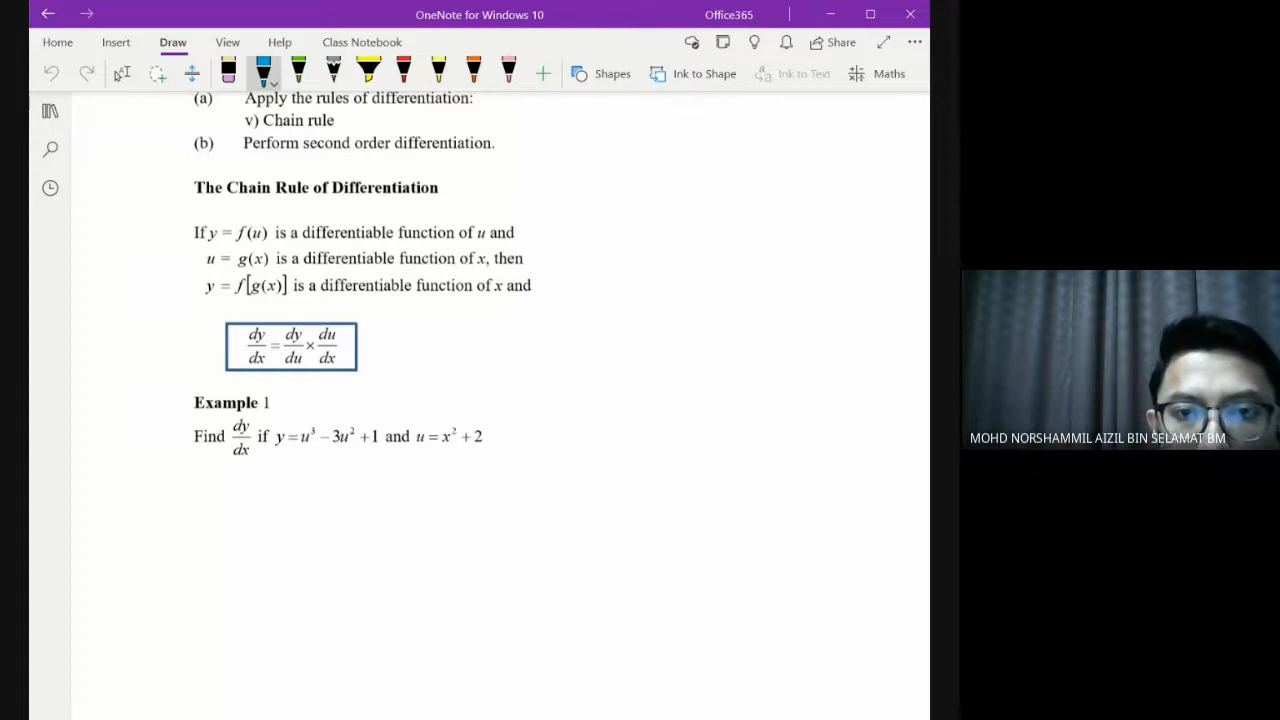 OneNote for Windows 10
Office365
Home Insert Draw View Help Class Notebook
Share
Shapes Ink to Shape Ink to Text Maths
(a) Apply the rules of differentiation:
v) Chain rule
(b) Perform second order differentiation.
The Chain Rule of Differentiation
If y = f(u) is a differentiable function of u and
u = g(x) is a differentiable function of x, then
y = f[g(x)] is a differentiable function of x and
dy/dx = dy/du × du/dx
Example 1
Find dy/dx if y = u³ − 3u² + 1 and u = x² + 2
MOHD NORSHAMMIL AIZIL BIN SELAMAT BM